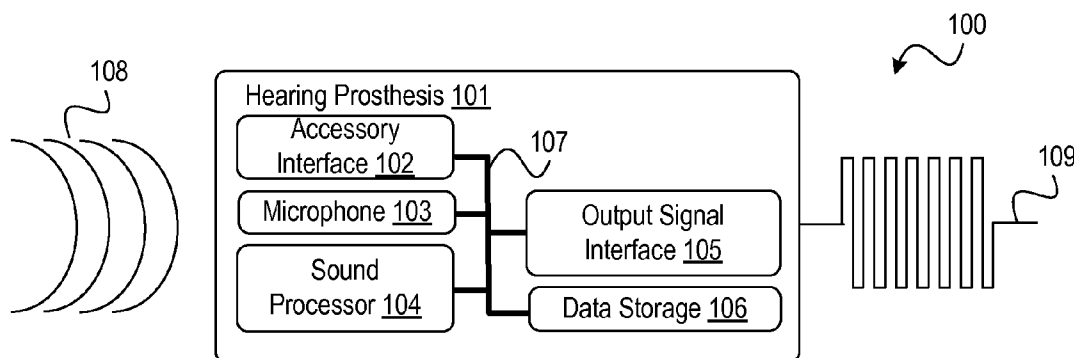 100
108
Hearing Prosthesis 101
Accessory
Interface 102
107
109
Microphone 103
Output Signal
Interface 105
Sound
Processor 104
Data Storage 106